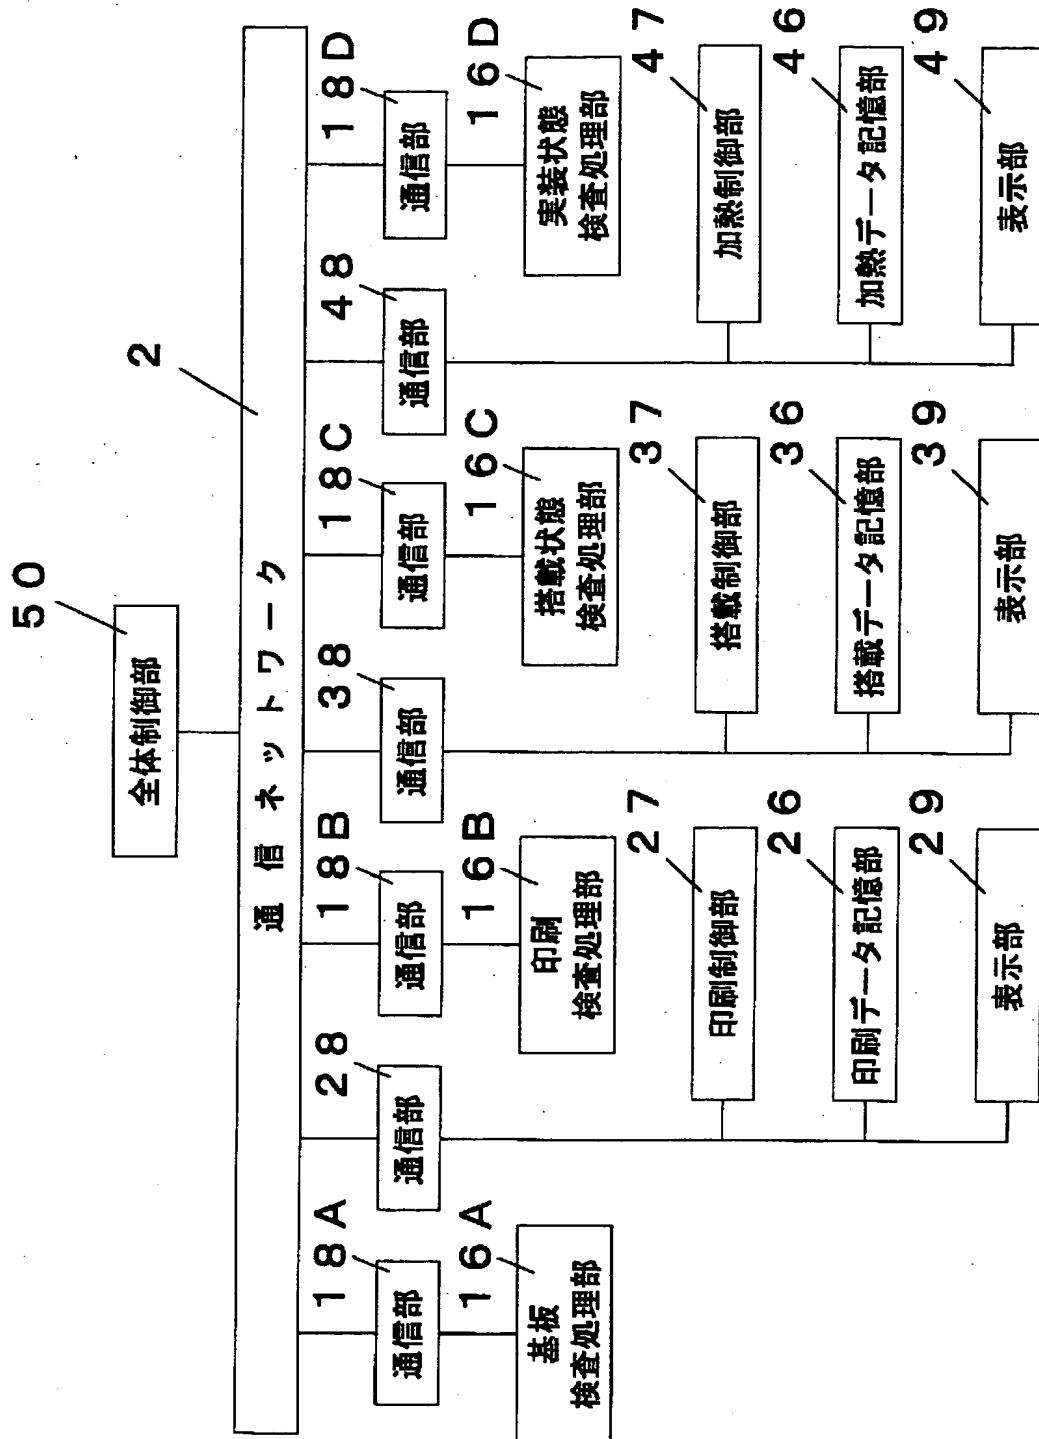 ５０
全体制御部
２
通信ネットワーク
１８Ａ
通信部
２８
通信部
１８Ｂ
通信部
３８
通信部
１８Ｃ
通信部
４８
通信部
１８Ｄ
通信部
１６Ａ
基板
検査処理部
１６Ｂ
印刷
検査処理部
１６Ｃ
搭載状態
検査処理部
１６Ｄ
実装状態
検査処理部
２７
印刷制御部
３７
搭載制御部
４７
加熱制御部
２６
印刷データ記憶部
３６
搭載データ記憶部
４６
加熱データ記憶部
２９
表示部
３９
表示部
４９
表示部